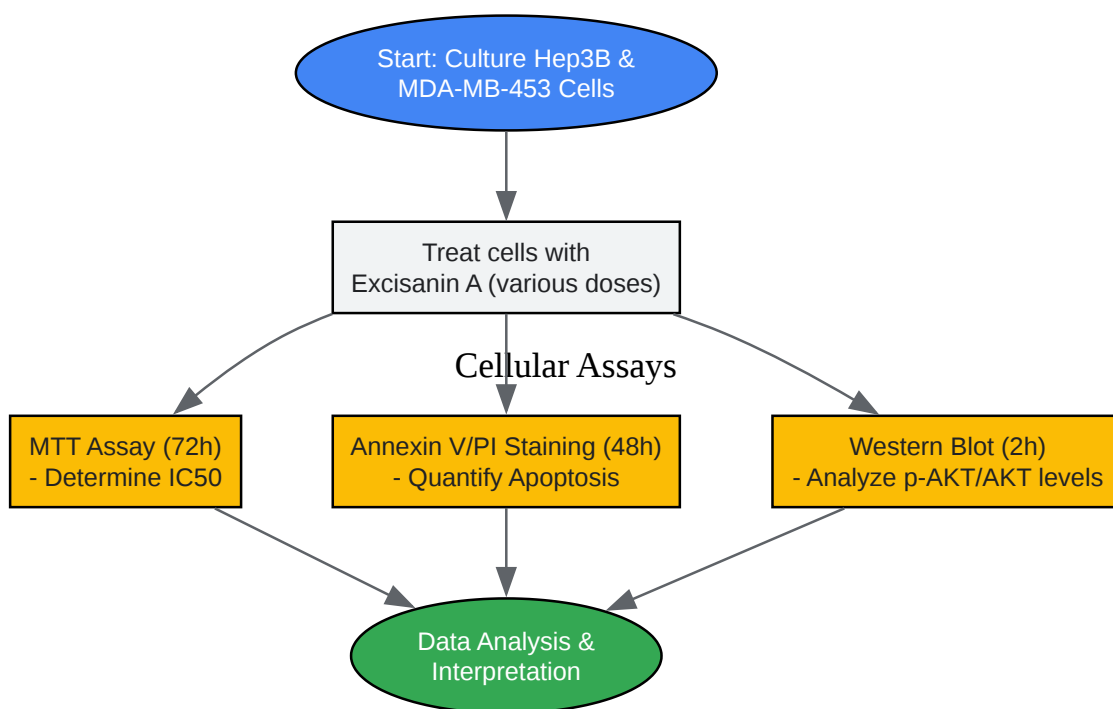 Start: Culture Hep3B &
MDA-MB-453 Cells
Treat cells with
Excisanin A (various doses)
Cellular Assays
MTT Assay (72h)
- Determine IC50
Annexin V/PI Staining (48h)
- Quantify Apoptosis
Western Blot (2h)
- Analyze p-AKT/AKT levels
Data Analysis &
Interpretation